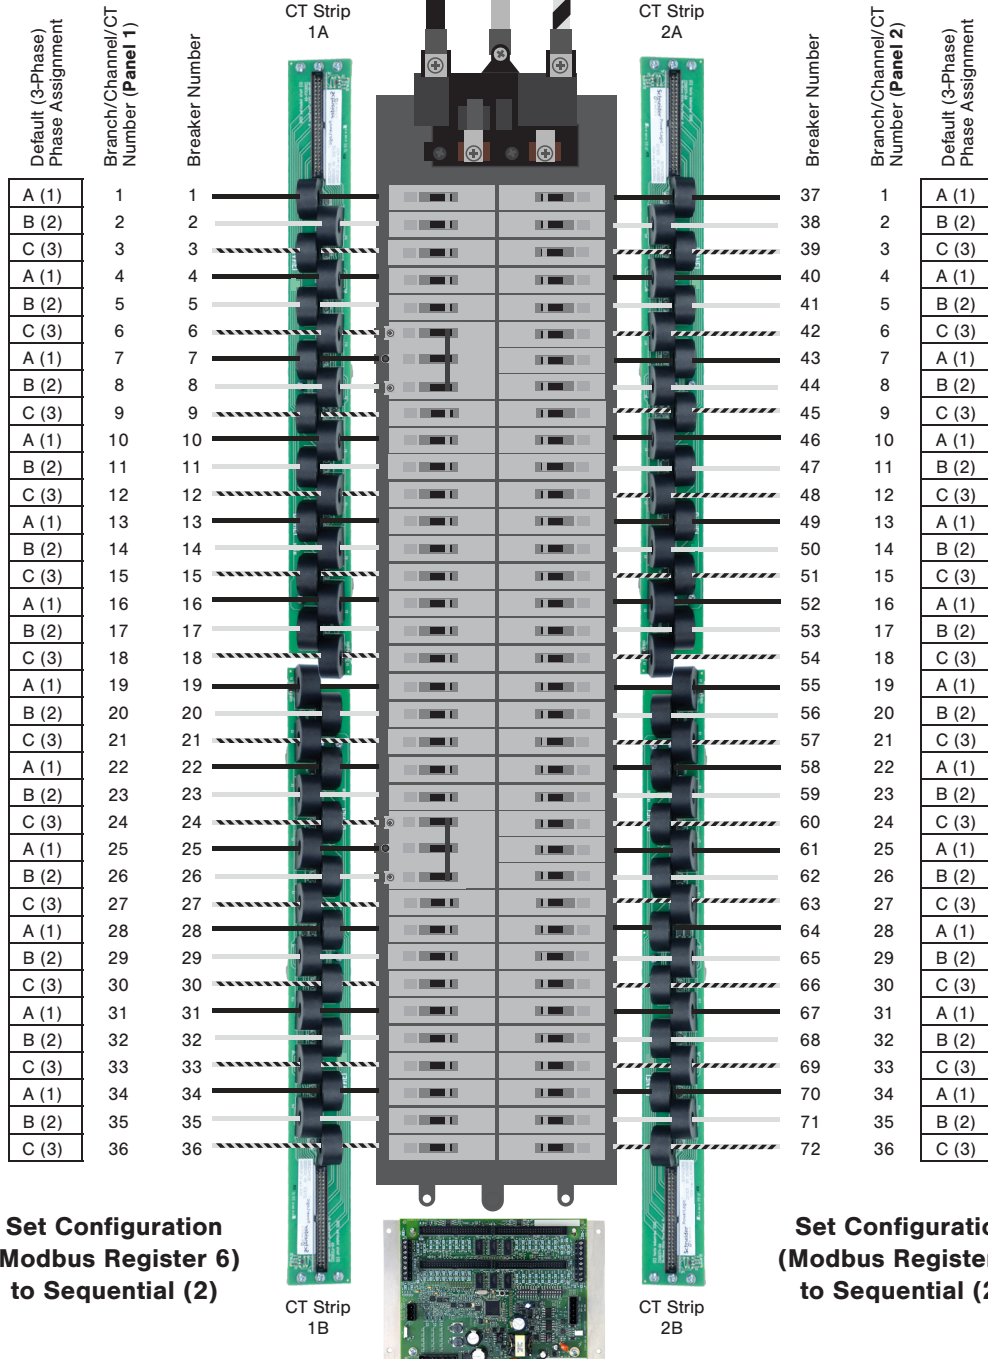 CT Strip
1A
CT Strip
2A
Default (3-Phase)
Phase Assignment
Branch/Channel/CT
Number (Panel 1)
Breaker Number
Breaker Number
Branch/Channel/CT
Number (Panel 2)
Default (3-Phase)
Phase Assignment
A (1) 1 1 37 1 A (1)
B (2) 2 2 38 2 B (2)
C (3) 3 3 39 3 C (3)
A (1) 4 4 40 4 A (1)
B (2) 5 5 41 5 B (2)
C (3) 6 6 42 6 C (3)
A (1) 7 7 43 7 A (1)
B (2) 8 8 44 8 B (2)
C (3) 9 9 45 9 C (3)
A (1) 10 10 46 10 A (1)
B (2) 11 11 47 11 B (2)
C (3) 12 12 48 12 C (3)
A (1) 13 13 49 13 A (1)
B (2) 14 14 50 14 B (2)
C (3) 15 15 51 15 C (3)
A (1) 16 16 52 16 A (1)
B (2) 17 17 53 17 B (2)
C (3) 18 18 54 18 C (3)
A (1) 19 19 55 19 A (1)
B (2) 20 20 56 20 B (2)
C (3) 21 21 57 21 C (3)
A (1) 22 22 58 22 A (1)
B (2) 23 23 59 23 B (2)
C (3) 24 24 60 24 C (3)
A (1) 25 25 61 25 A (1)
B (2) 26 26 62 26 B (2)
C (3) 27 27 63 27 C (3)
A (1) 28 28 64 28 A (1)
B (2) 29 29 65 29 B (2)
C (3) 30 30 66 30 C (3)
A (1) 31 31 67 31 A (1)
B (2) 32 32 68 32 B (2)
C (3) 33 33 69 33 C (3)
A (1) 34 34 70 34 A (1)
B (2) 35 35 71 35 B (2)
C (3) 36 36 72 36 C (3)
Set Configuration
Modbus Register 6)
to Sequential (2)
Set Configuratio
(Modbus Register
to Sequential (2
CT Strip
1B
CT Strip
2B